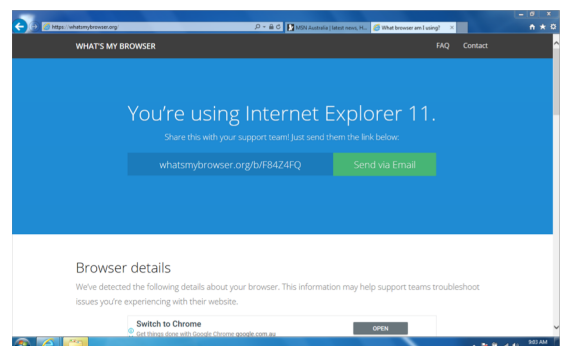 https://whatsmybrowser.org/
MSN Australia | latest news, H...
What browser am I using?
WHAT'S MY BROWSER
FAQ
Contact
You're using Internet Explorer 11.
Share this with your support team! Just send them the link below:
whatsmybrowser.org/b/F84Z4FQ
Send via Email
Browser details
We've detected the following details about your browser. This information may help support teams troubleshoot
issues you're experiencing with their website.
Switch to Chrome
Get things done with Google Chrome google.com.au
OPEN
9:03 AM